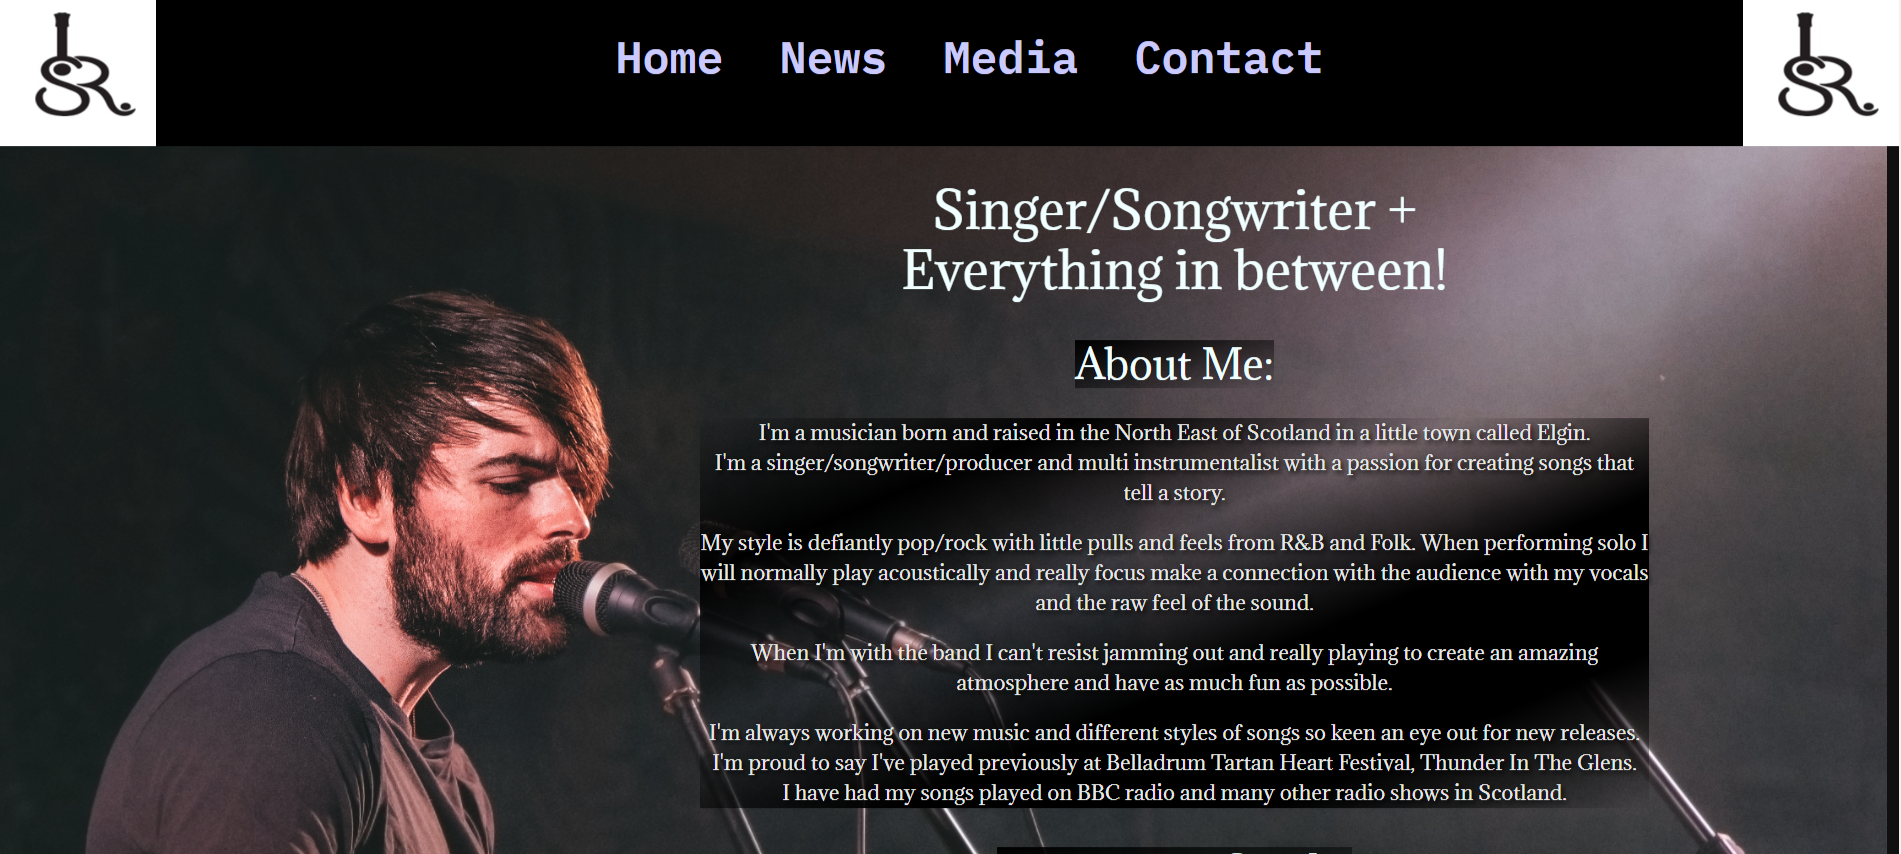 Home News Media Contact
Singer/Songwriter +
Everything in between!
About Me:
I'm a musician born and raised in the North East of Scotland in a little town called Elgin.
I'm a singer/songwriter/producer and multi instrumentalist with a passion for creating songs that
tell a story.
My style is defiantly pop/rock with little pulls and feels from R&B and Folk. When performing solo I
will normally play acoustically and really focus make a connection with the audience with my vocals
and the raw feel of the sound.
When I'm with the band I can't resist jamming out and really playing to create an amazing
atmosphere and have as much fun as possible.
I'm always working on new music and different styles of songs so keen an eye out for new releases.
I'm proud to say I've played previously at Belladrum Tartan Heart Festival, Thunder In The Glens.
I have had my songs played on BBC radio and many other radio shows in Scotland.